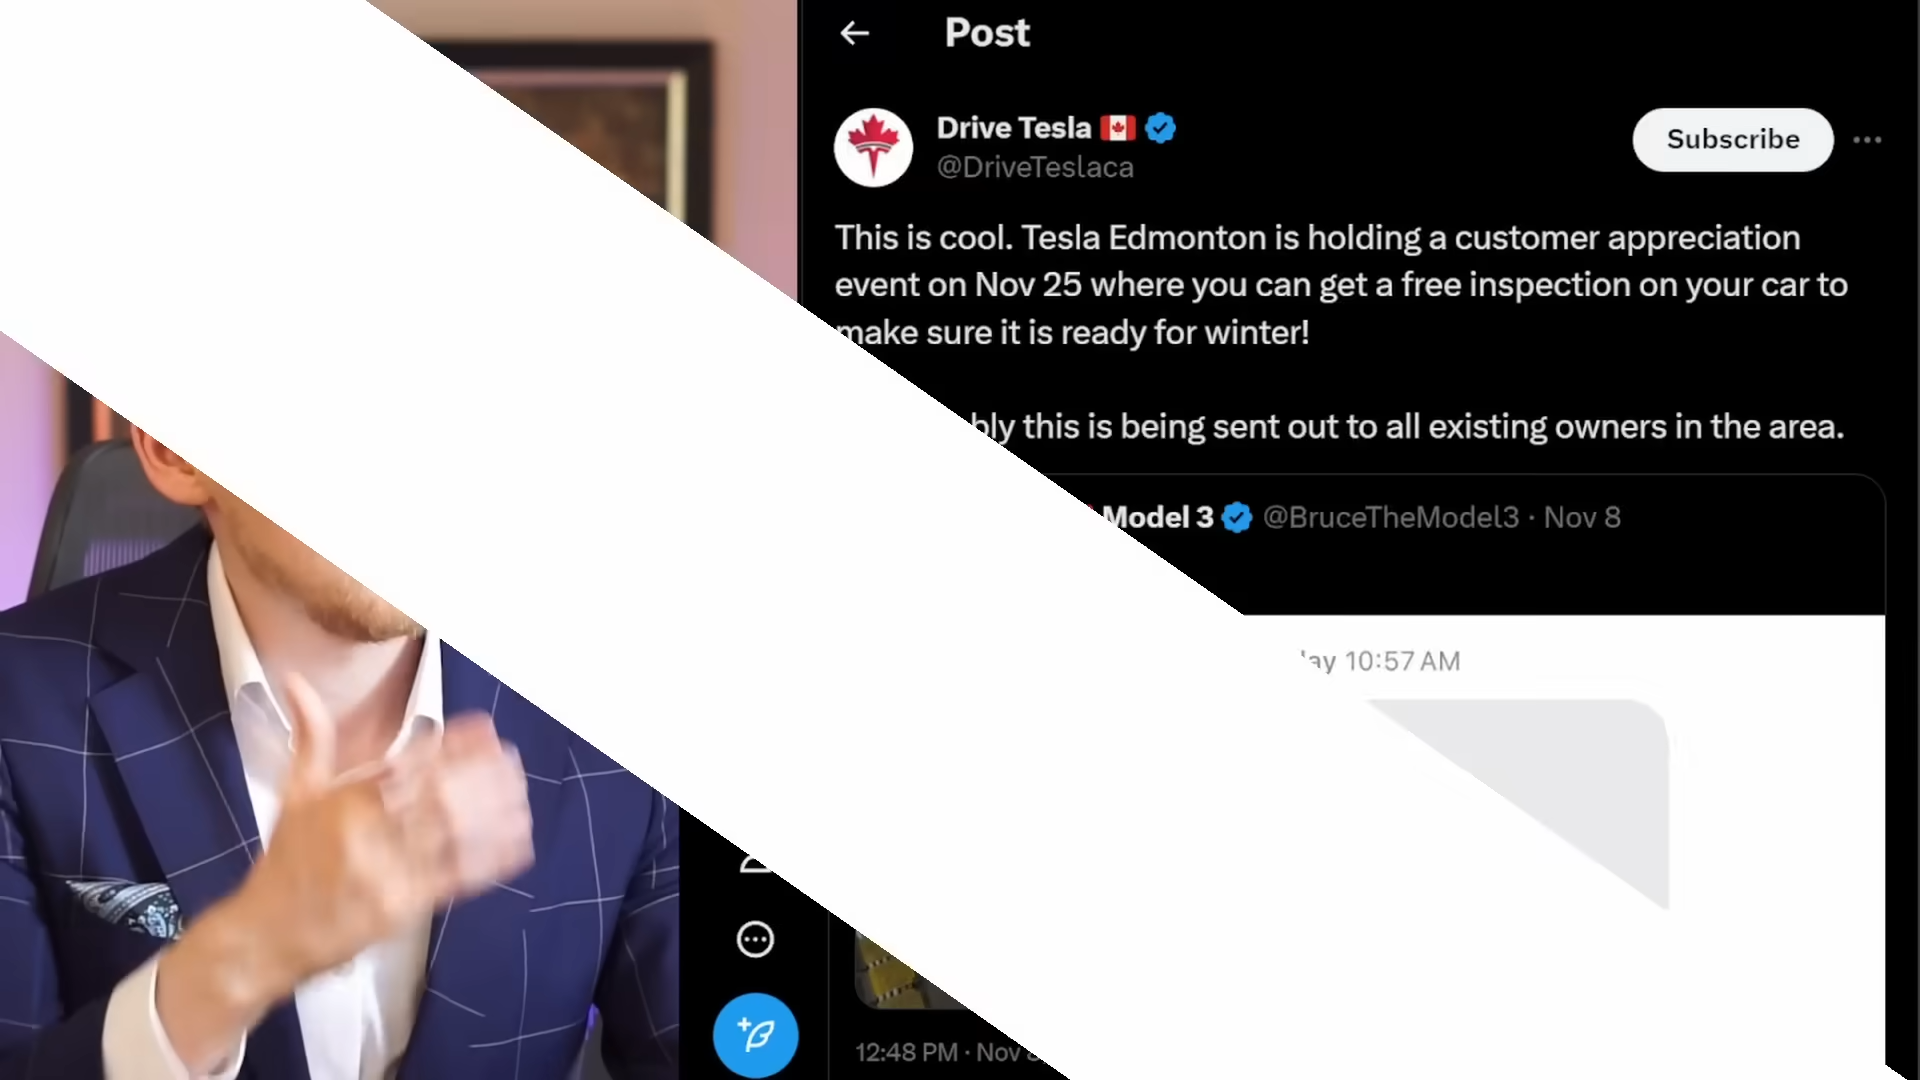 Post
Drive Tesla
@DriveTeslaca
Subscribe
This is cool. Tesla Edmonton is holding a customer appreciation
event on Nov 25 where you can get a free inspection on your car to
make sure it is ready for winter!
this is being sent out to all existing owners in the area.
Model 3 @BruceTheModel3 · Nov 8
10:57 AM
12:48 PM · Nov